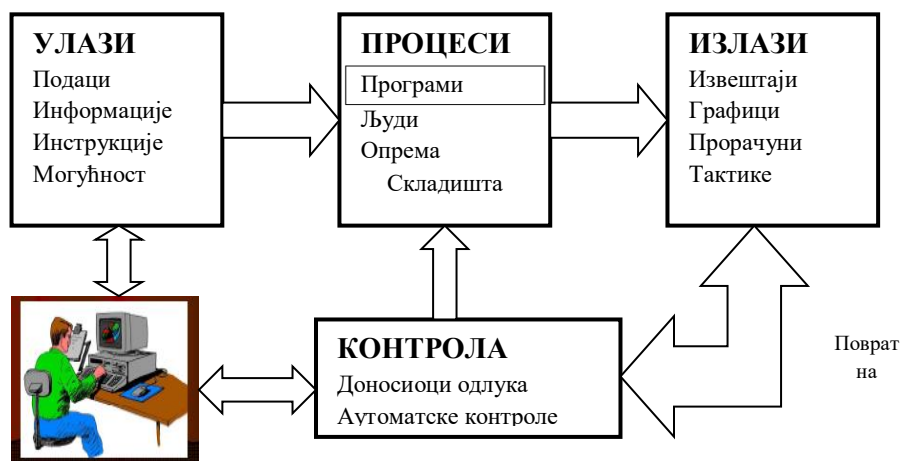 УЛАЗИ
Подаци
Информације
Инструкције
Могућност
ПРОЦЕСИ
Програми
Људи
Опрема
Складишта
ИЗЛАЗИ
Извештаји
Графици
Прорачуни
Тактике
КОНТРОЛА
Доносиоци одлука
Аутоматске контроле
Поврат
на